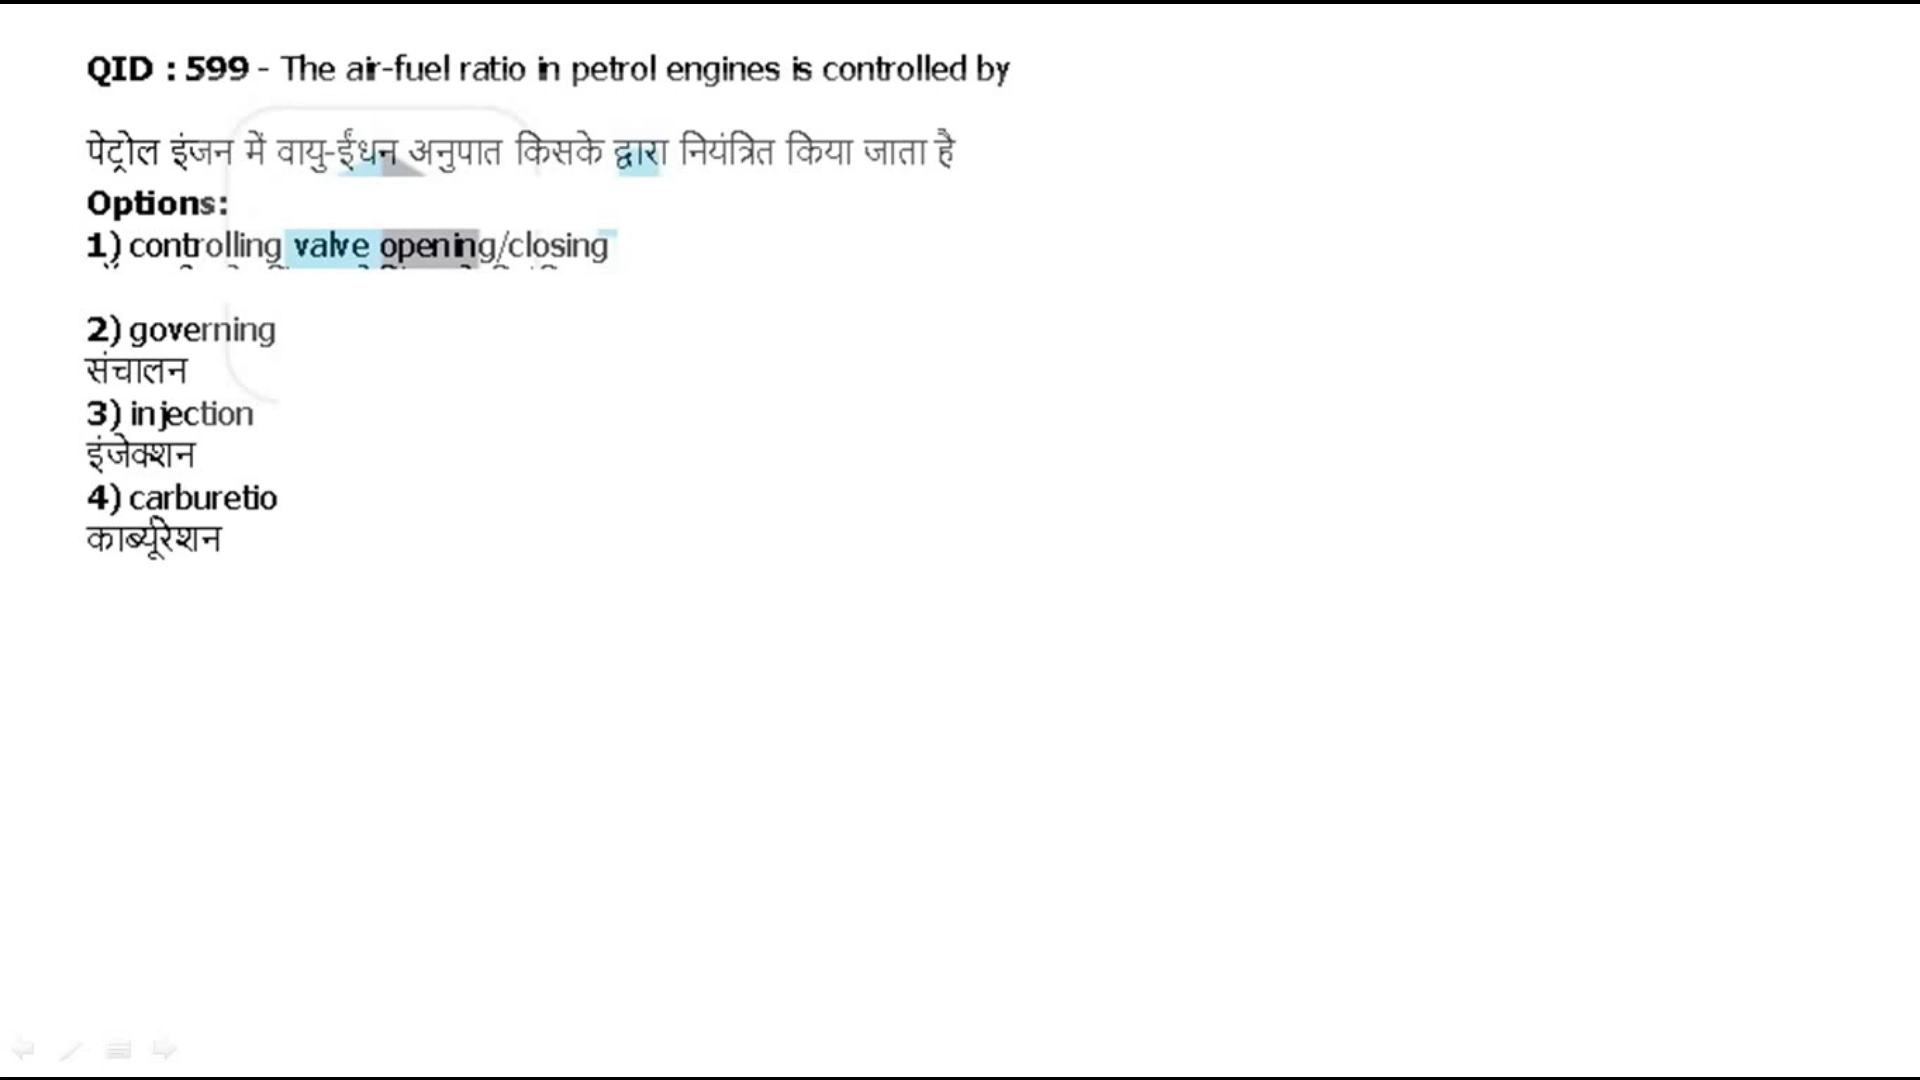 QID : 599 - The air-fuel ratio in petrol engines is controlled by
पेट्रोल इंजन में वायु-ईंधन अनुपात किसके द्वारा नियंत्रित किया जाता है
Options:
1) controlling valve opening/closing
2) governing
संचालन
3) injection
इंजेक्शन
4) carburetio
कार्ब्यूरेशन